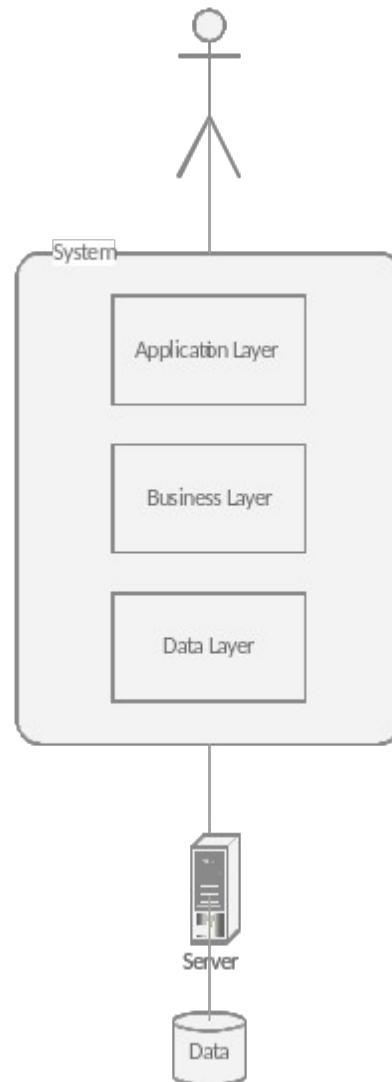 System
Application Layer
Business Layer
Data Layer
Server
Data